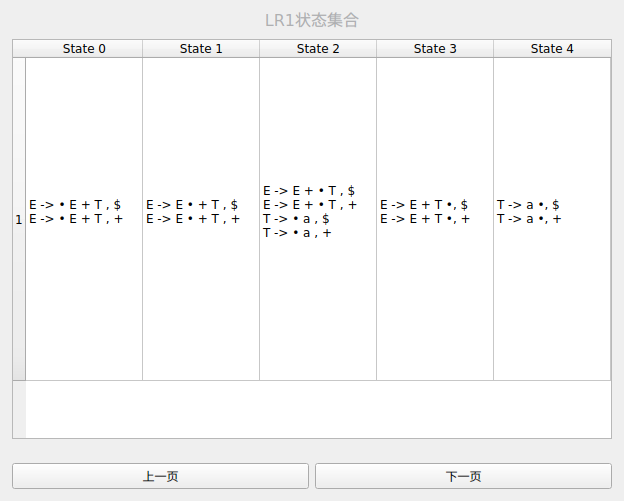 LR1状态集合
State 0 State 1 State 2 State 3 State 4
1
E -> • E + T , $
E -> • E + T , +
E -> E • + T , $
E -> E • + T , +
E -> E + • T , $
E -> E + • T , +
T -> • a , $
T -> • a , +
E -> E + T •, $
E -> E + T •, +
T -> a •, $
T -> a •, +
上一页 下一页